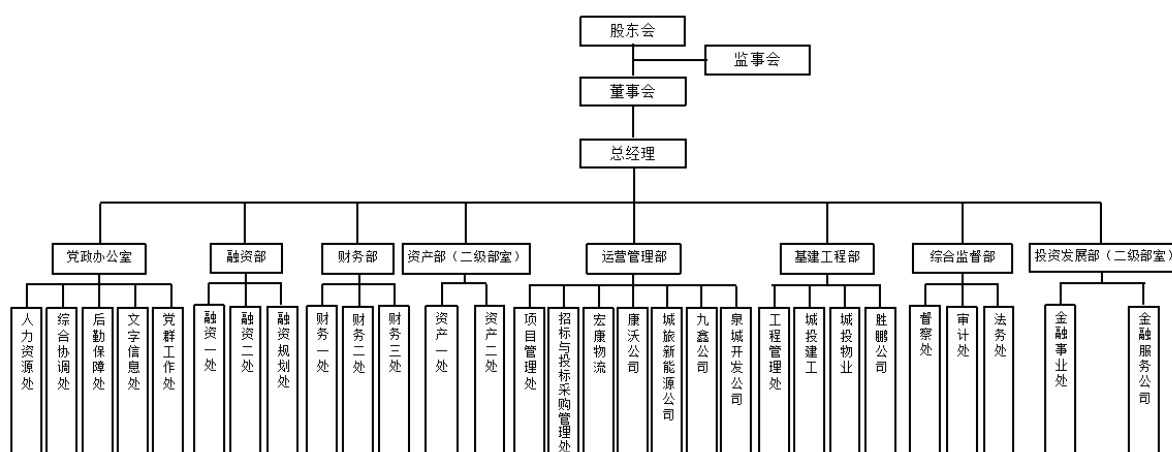 股东会
监事会
董事会
总经理
党政办公室
融资部
财务部
资产部（二级部室）
运营管理部
基建工程部
综合监督部
投资发展部（二级部室）
人力资源处
综合协调处
后勤保障处
文字信息处
党群工作处
融资一处
融资二处
融资规划处
财务一处
财务二处
财务三处
资产一处
资产二处
项目管理处
招标与投标采购管理处
宏康物流
康沃公司
城旅新能源公司
九鑫公司
泉城开发公司
工程管理处
城投建工
城投物业
胜鹏公司
督察处
审计处
法务处
金融事业处
金融服务公司